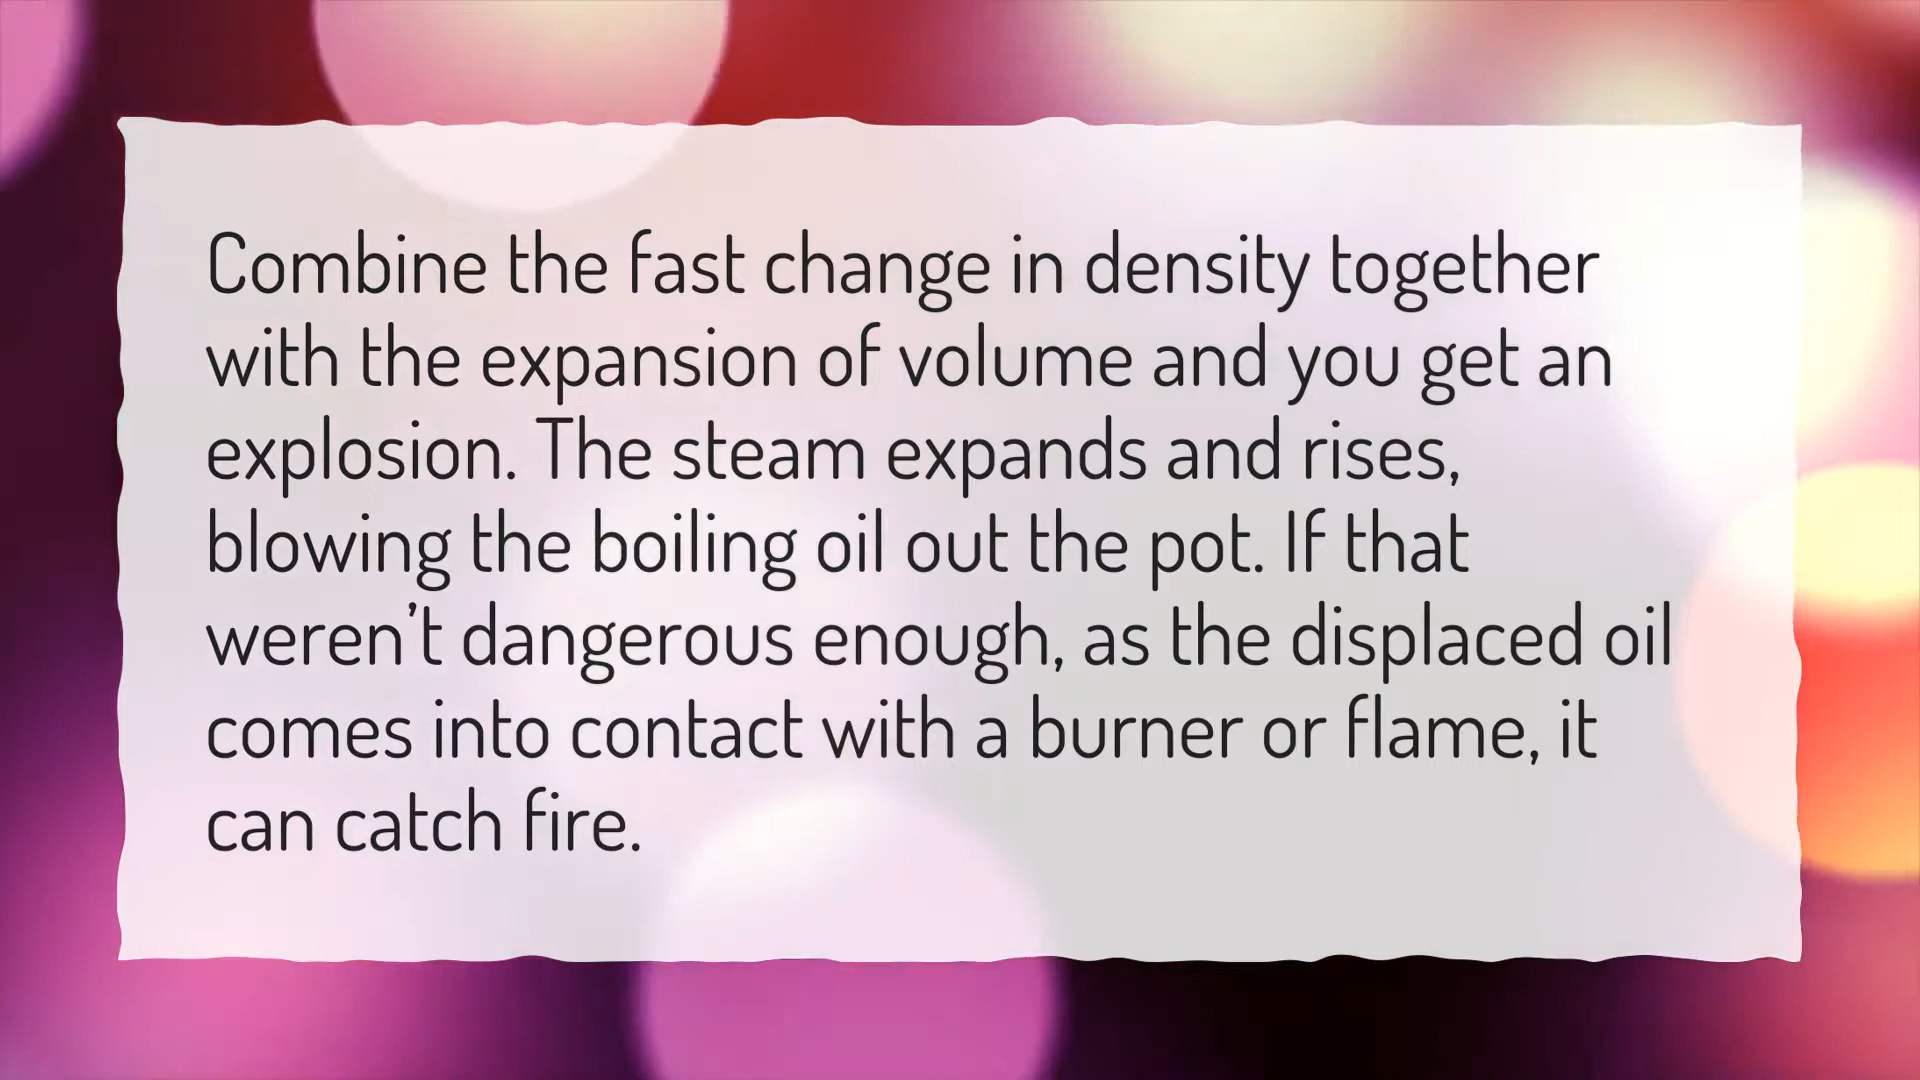 Combine the fast change in density together
with the expansion of volume and you get an
explosion. The steam expands and rises,
blowing the boiling oil out the pot. If that
weren’t dangerous enough, as the displaced oil
comes into contact with a burner or flame, it
can catch fire.